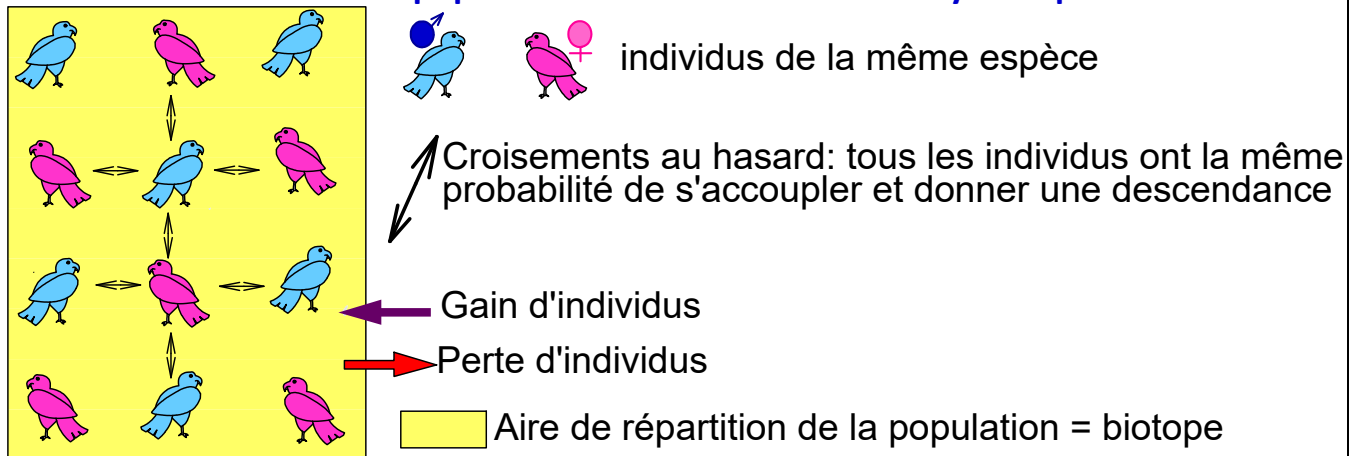 individus de la même espèce
Croisements au hasard: tous les individus ont la même
probabilité de s'accoupler et donner une descendance
Gain d'individus
Perte d'individus
Aire de répartition de la population = biotope